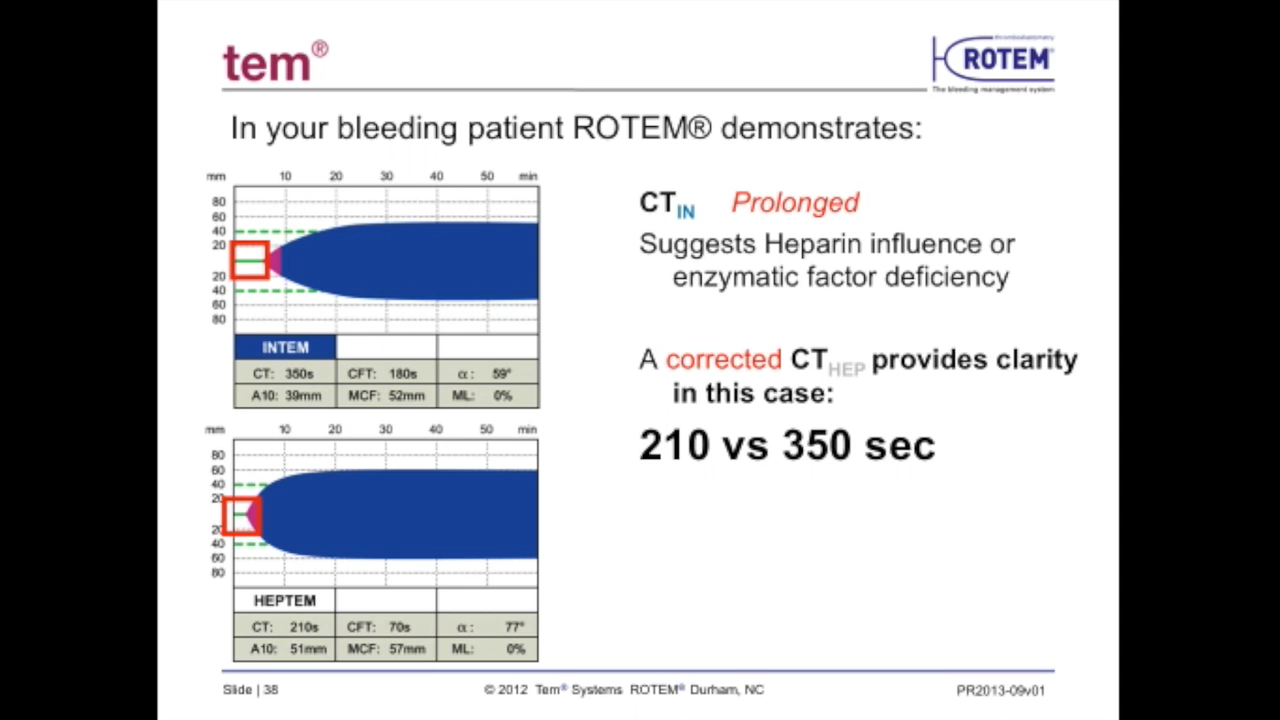 tem®
thromboelastometry
ROTEM®
The bleeding management system
In your bleeding patient ROTEM® demonstrates:
mm 10 20 30 40 50 min
80
60
40
20
20
40
60
80
INTEM
CT: 350s CFT: 180s α: 59°
A10: 39mm MCF: 52mm ML: 0%
mm 10 20 30 40 50 min
80
60
40
20
20
40
60
80
HEPTEM
CT: 210s CFT: 70s α: 77°
A10: 51mm MCF: 57mm ML: 0%
CTIN Prolonged
Suggests Heparin influence or
enzymatic factor deficiency
A corrected CTHEP provides clarity
in this case:
210 vs 350 sec
Slide | 38 © 2012 Tem® Systems ROTEM® Durham, NC PR2013-09v01